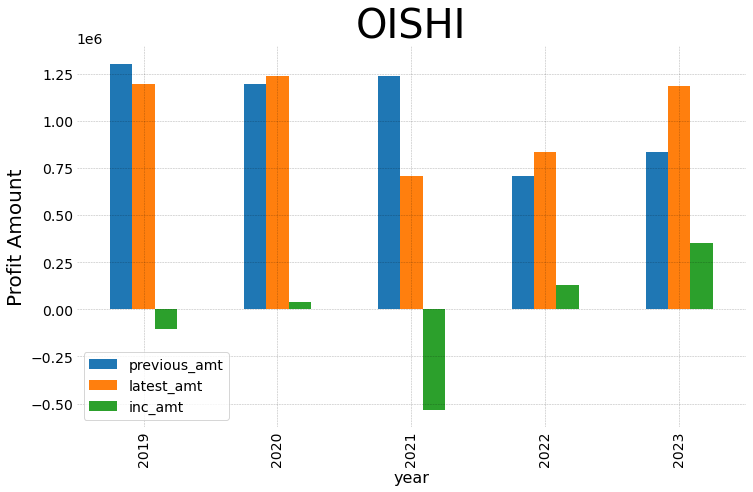 OISHI
1e6
1.25
1.00
0.75
0.50
0.25
0.00
−0.25
−0.50
Profit Amount
previous_amt
latest_amt
inc_amt
2019
2020
2021
2022
2023
year